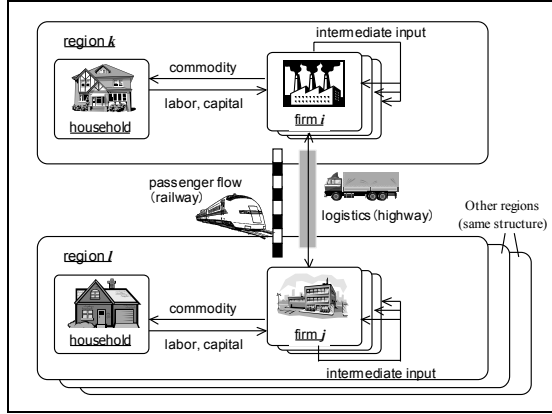 region k
intermediate input
commodity
labor, capital
household
firm i
passenger flow
(railway)
logistics (highway)
Other regions
(same structure)
region l
commodity
labor, capital
household
firm j
intermediate input